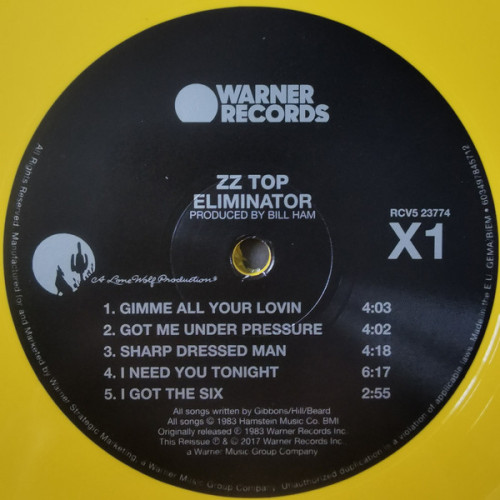 WARNER
RECORDS
ZZ TOP
ELIMINATOR
PRODUCED BY BILL HAM
RCV5 23774
X1
A Lone Wolf Production
1. GIMME ALL YOUR LOVIN 4:03
2. GOT ME UNDER PRESSURE 4:02
3. SHARP DRESSED MAN 4:18
4. I NEED YOU TONIGHT 6:17
5. I GOT THE SIX 2:55
All songs written by Gibbons/Hill/Beard
All songs © 1983 Hamstein Music Co. BMI
Originally released ℗ 1983 Warner Records Inc.
This Reissue ℗ & © 2017 Warner Records Inc.
a Warner Music Group Company
All Rights Reserved. Manufactured for and Marketed by Warner Strategic Marketing, a Warner Music Group Company. Unauthorized duplication is a violation of applicable laws. Made in the E.U. GEMA/BIEM • 603497845712